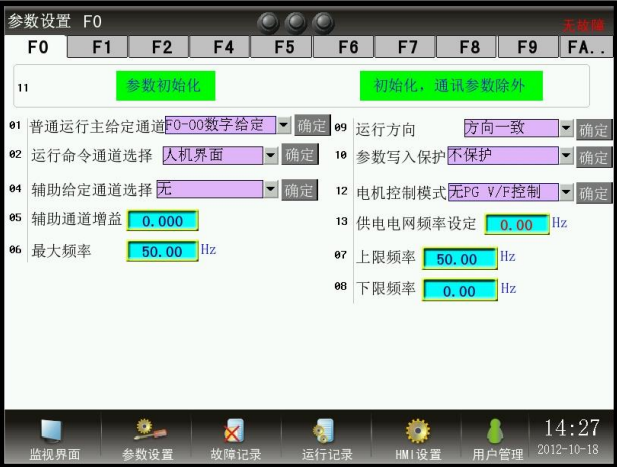 参数设置 F0
无故障
F0 F1 F2 F4 F5 F6 F7 F8 F9 FA..
11 参数初始化 初始化，通讯参数除外
01 普通运行主给定通道 F0-00数字给定 确定 09 运行方向 方向一致 确定
02 运行命令通道选择 人机界面 确定 10 参数写入保护 不保护 确定
04 辅助给定通道选择 无 确定 12 电机控制模式 无PG V/F控制 确定
05 辅助通道增益 0.000 13 供电电网频率设定 0.00 Hz
06 最大频率 50.00 Hz 07 上限频率 50.00 Hz
08 下限频率 0.00 Hz
监视界面 参数设置 故障记录 运行记录 HMI设置 用户管理 14:27
2012-10-18